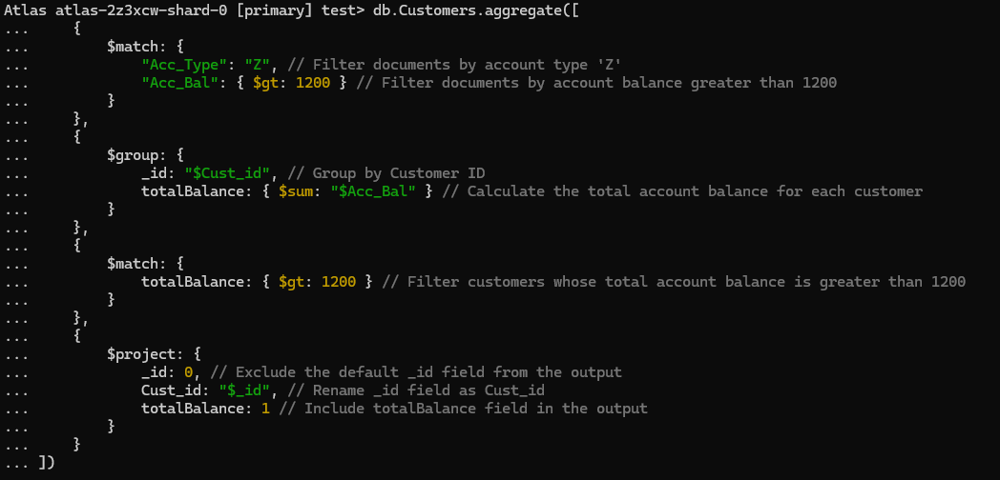 Atlas atlas-2z3xcw-shard-0 [primary] test> db.Customers.aggregate([
...     {
...         $match: {
...             "Acc_Type": "Z", // Filter documents by account type 'Z'
...             "Acc_Bal": { $gt: 1200 } // Filter documents by account balance greater than 1200
...         }
...     },
...     {
...         $group: {
...             _id: "$Cust_id", // Group by Customer ID
...             totalBalance: { $sum: "$Acc_Bal" } // Calculate the total account balance for each customer
...         }
...     },
...     {
...         $match: {
...             totalBalance: { $gt: 1200 } // Filter customers whose total account balance is greater than 1200
...         }
...     },
...     {
...         $project: {
...             _id: 0, // Exclude the default _id field from the output
...             Cust_id: "$_id", // Rename _id field as Cust_id
...             totalBalance: 1 // Include totalBalance field in the output
...         }
...     }
... ])